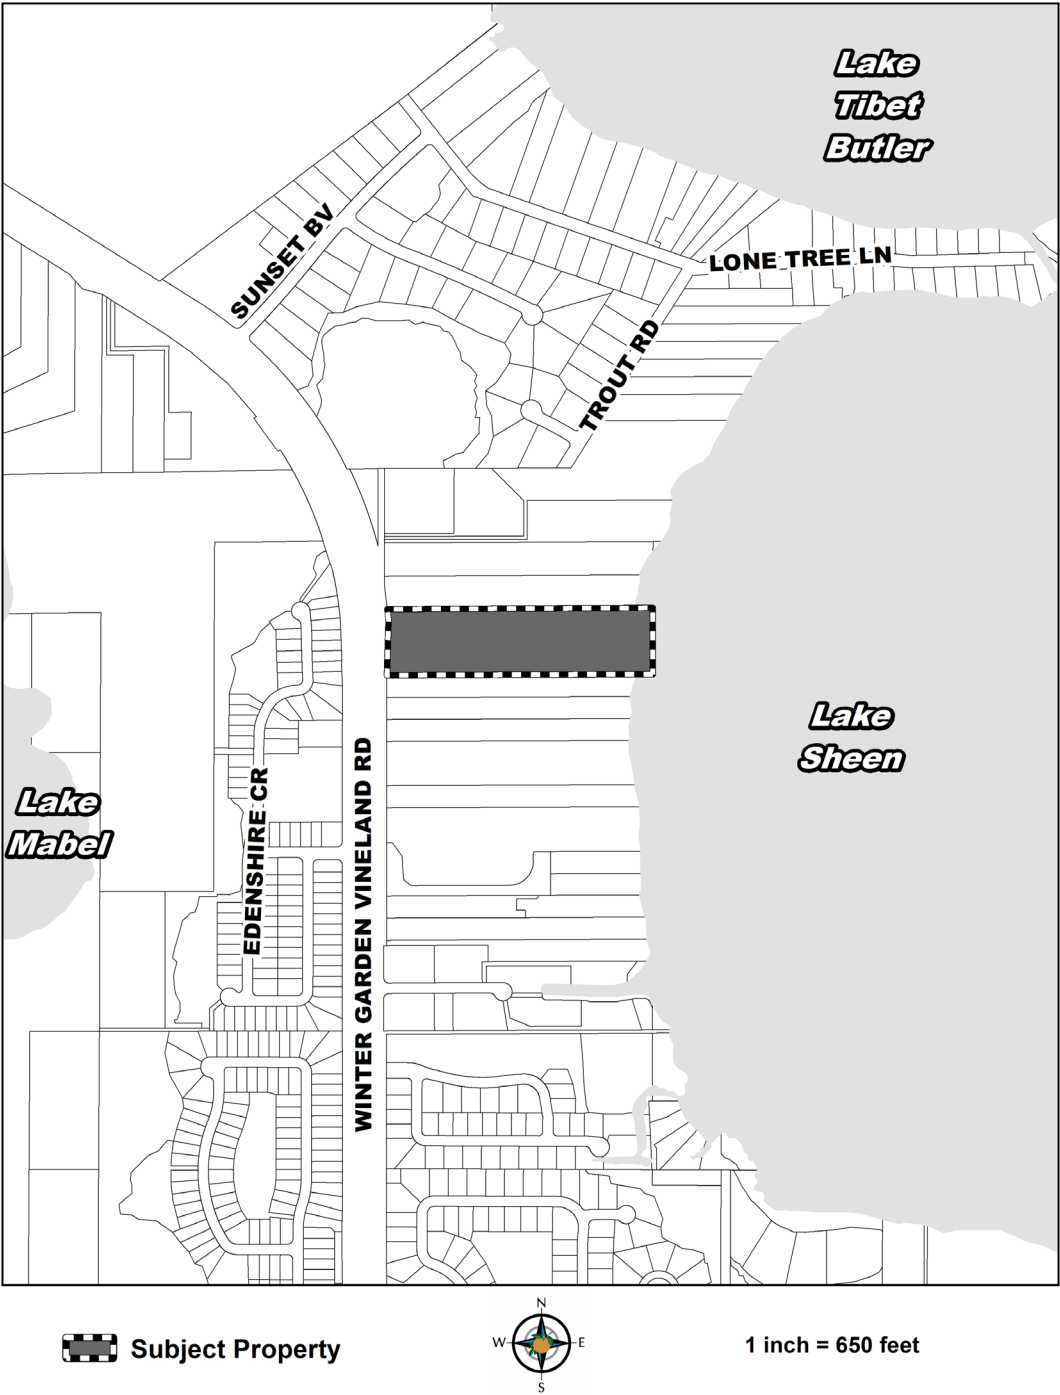 Lake
Tibet
Butler
SUNSET BV
LONE TREE LN
TROUT RD
Lake
Sheen
WINTER GARDEN VINELAND RD
EDENSHIRE CR
Lake
Mabel
Subject Property
N
W E
S
1 inch = 650 feet